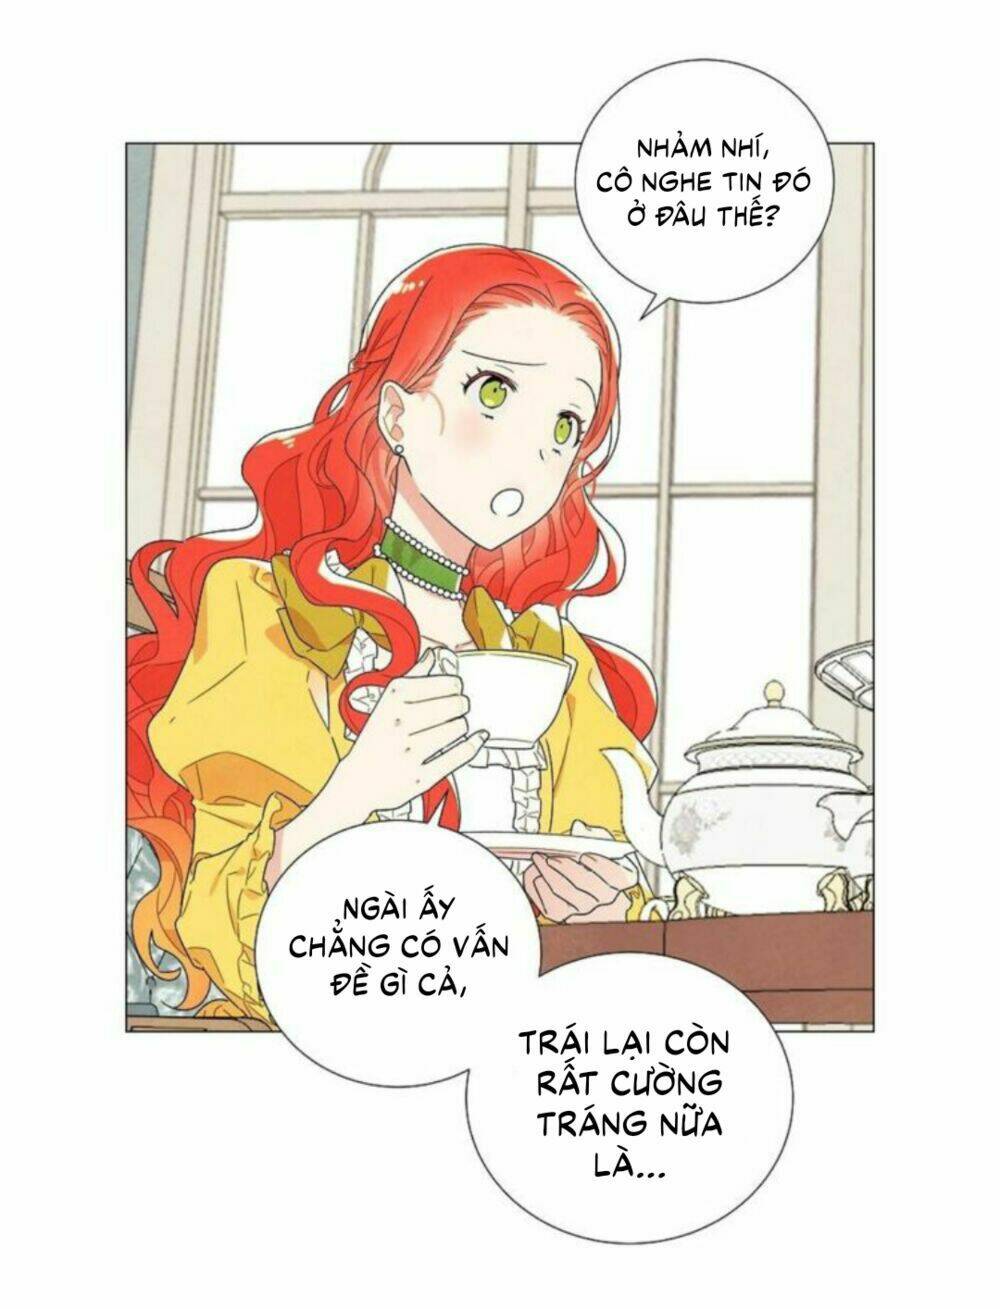 NHẢM NHÍ,
CÔ NGHE TIN ĐÓ
Ở ĐÂU THẾ?
NGÀI ẤY
CHẲNG CÓ VẤN
ĐỀ GÌ CẢ,
TRÁI LẠI CÒN
RẤT CƯỜNG
TRÁNG NỮA
LÀ...